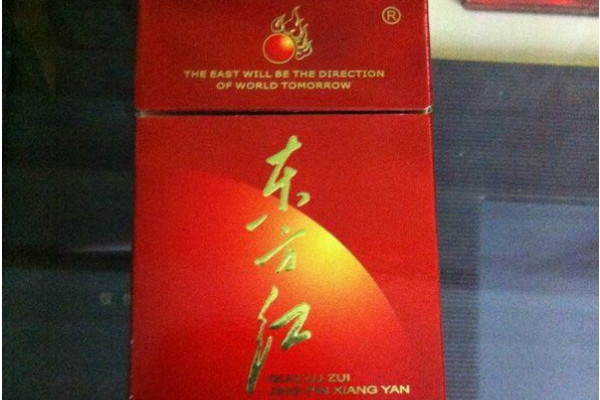 ®
THE EAST WILL BE THE DIRECTION
OF WORLD TOMORROW
东方红
ZUI
XIANG YAN